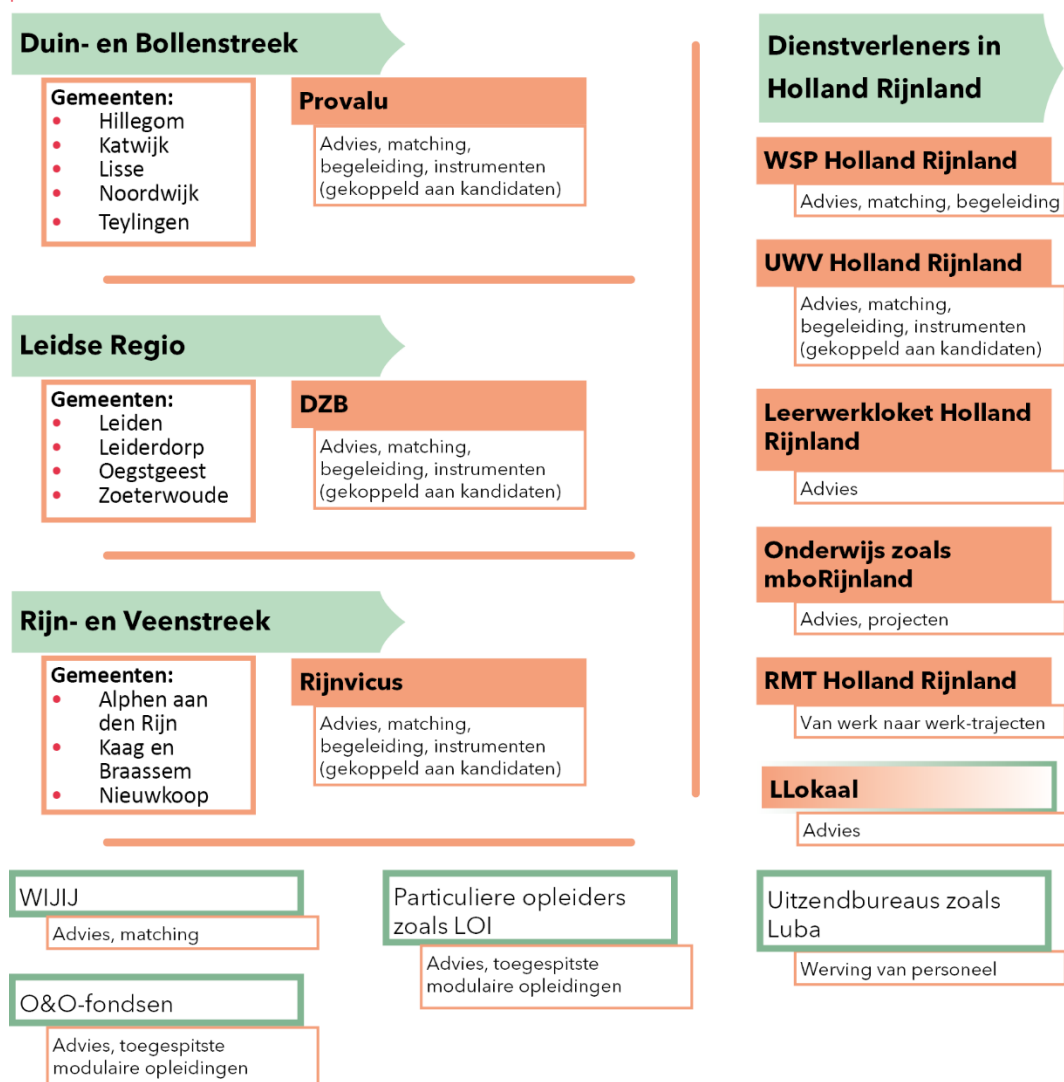 Duin- en Bollenstreek
Gemeenten:
• Hillegom
• Katwijk
• Lisse
• Noordwijk
• Teylingen
Provalu
Advies, matching,
begeleiding, instrumenten
(gekoppeld aan kandidaten)
Leidse Regio
Gemeenten:
• Leiden
• Leiderdorp
• Oegstgeest
• Zoeterwoude
DZB
Advies, matching,
begeleiding, instrumenten
(gekoppeld aan kandidaten)
Rijn- en Veenstreek
Gemeenten:
• Alphen aan
den Rijn
• Kaag en
Braassem
• Nieuwkoop
Rijnvicus
Advies, matching,
begeleiding, instrumenten
(gekoppeld aan kandidaten)
Dienstverleners in
Holland Rijnland
WSP Holland Rijnland
Advies, matching, begeleiding
UWV Holland Rijnland
Advies, matching,
begeleiding, instrumenten
(gekoppeld aan kandidaten)
Leerwerkloket Holland
Rijnland
Advies
Onderwijs zoals
mboRijnland
Advies, projecten
RMT Holland Rijnland
Van werk naar werk-trajecten
LLokaal
Advies
WIJIJ
Advies, matching
O&O-fondsen
Advies, toegespitste
modulaire opleidingen
Particuliere opleiders
zoals LOI
Advies, toegespitste
modulaire opleidingen
Uitzendbureaus zoals
Luba
Werving van personeel